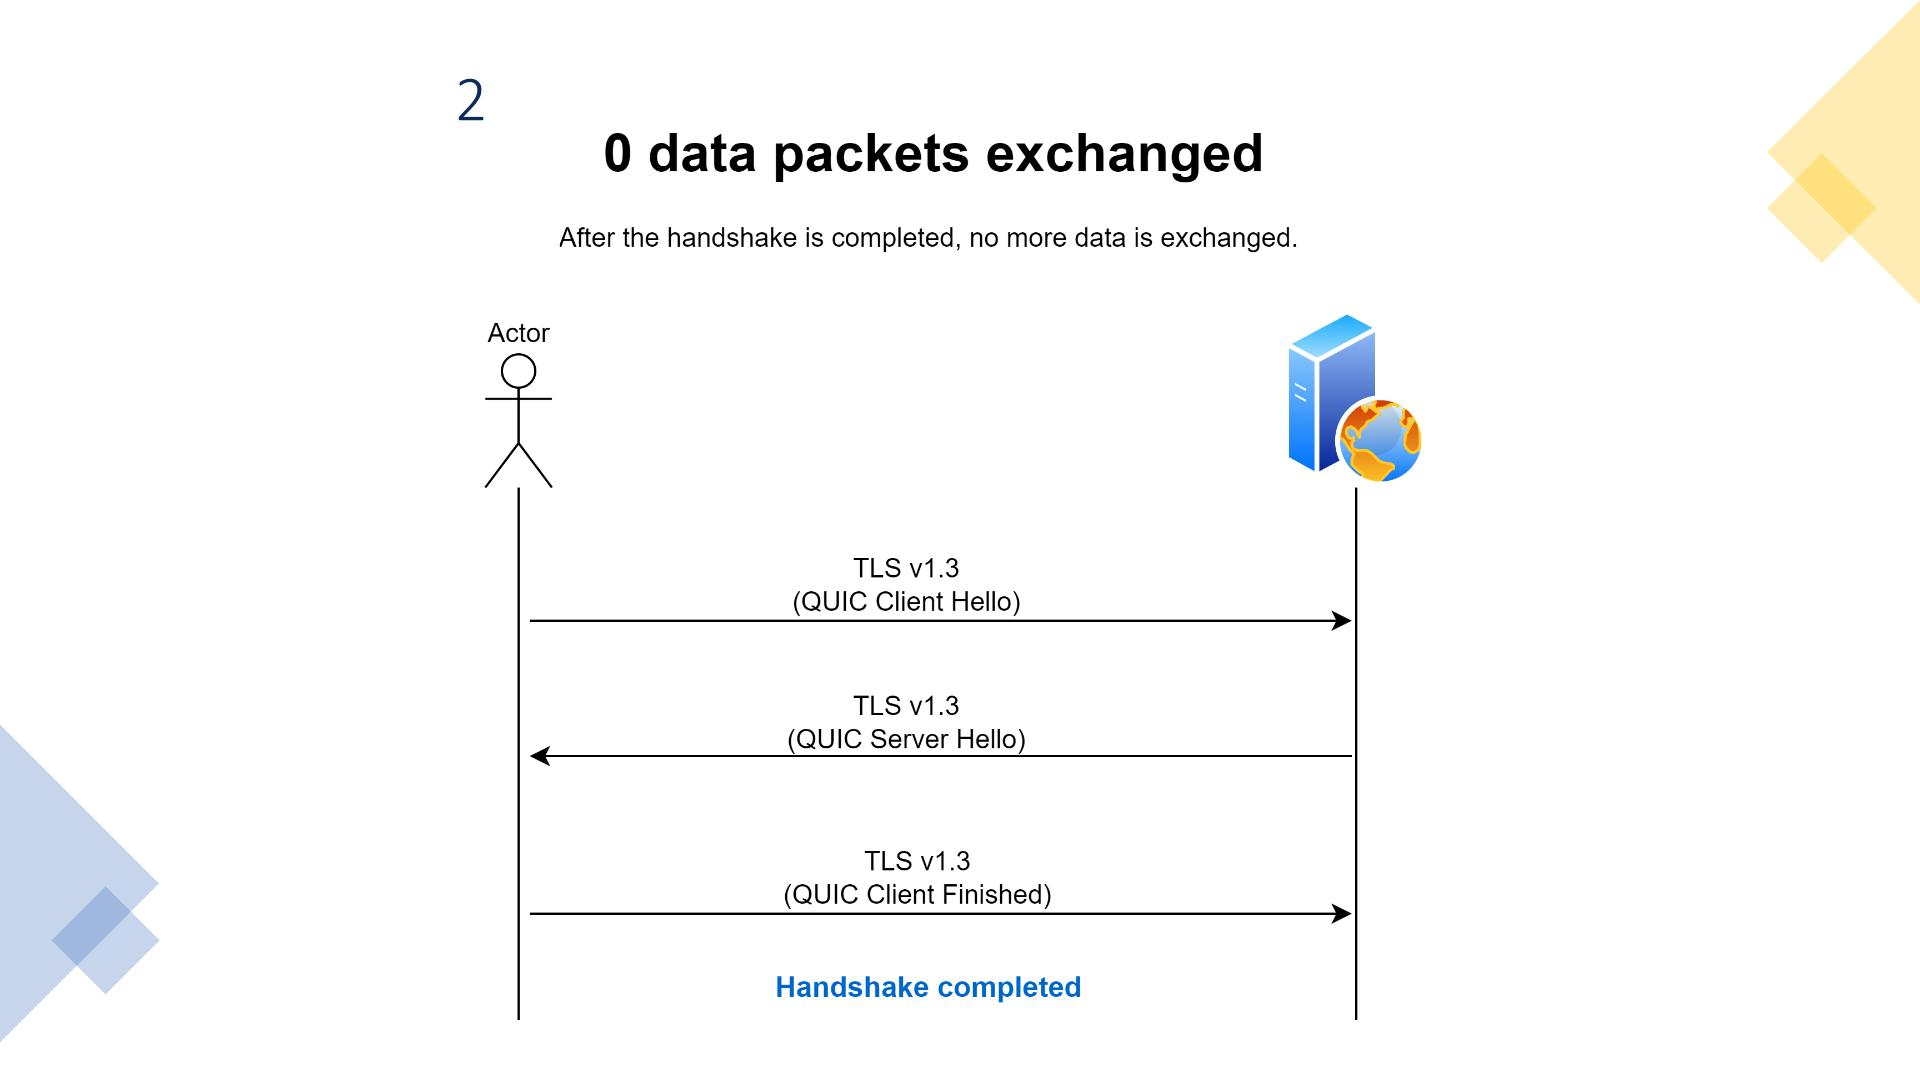 2
0 data packets exchanged
After the handshake is completed, no more data is exchanged.
Actor
TLS v1.3
(QUIC Client Hello)
TLS v1.3
(QUIC Server Hello)
TLS v1.3
(QUIC Client Finished)
Handshake completed